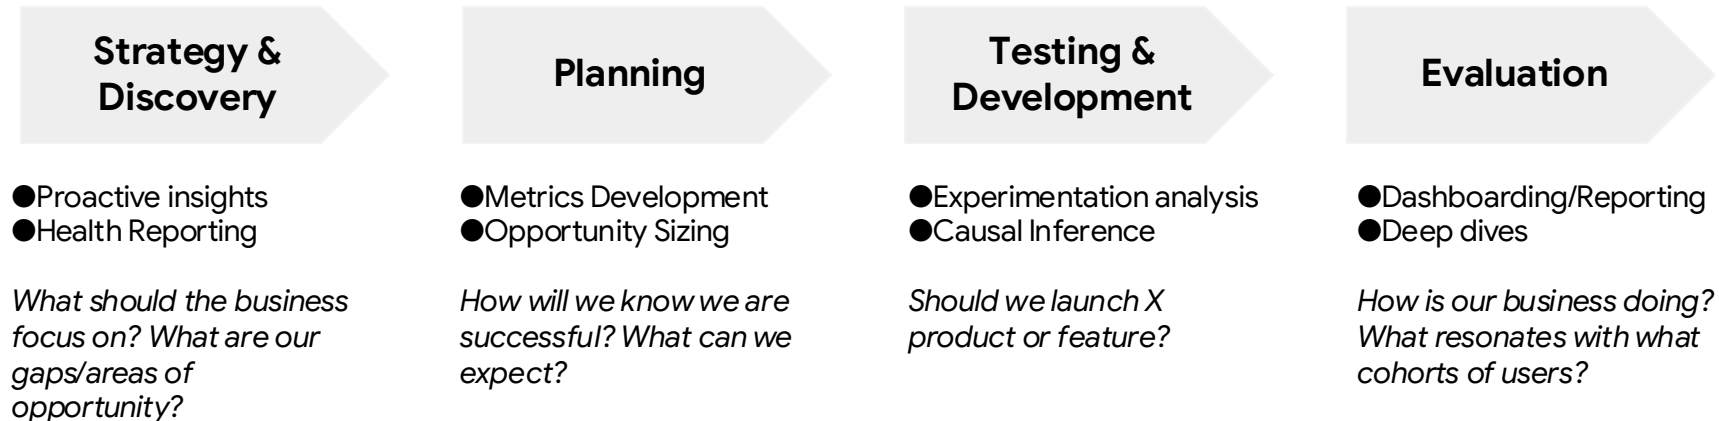 Strategy &
Discovery
●Proactive insights
●Health Reporting
What should the business
focus on? What are our
gaps/areas of
opportunity?
Planning
●Metrics Development
●Opportunity Sizing
How will we know we are
successful? What can we
expect?
Testing &
Development
●Experimentation analysis
●Causal Inference
Should we launch X
product or feature?
Evaluation
●Dashboarding/Reporting
●Deep dives
How is our business doing?
What resonates with what
cohorts of users?